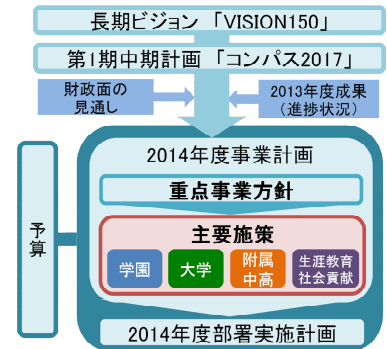 長期ビジョン 「VISION150」
第1期中期計画 「コンパス2017」
財政面の
見通し
2013年度成果
（進捗状況）
予算
2014年度事業計画
重点事業方針
主要施策
学園
大学
附属
中高
生涯教育
社会貢献
2014年度部署実施計画